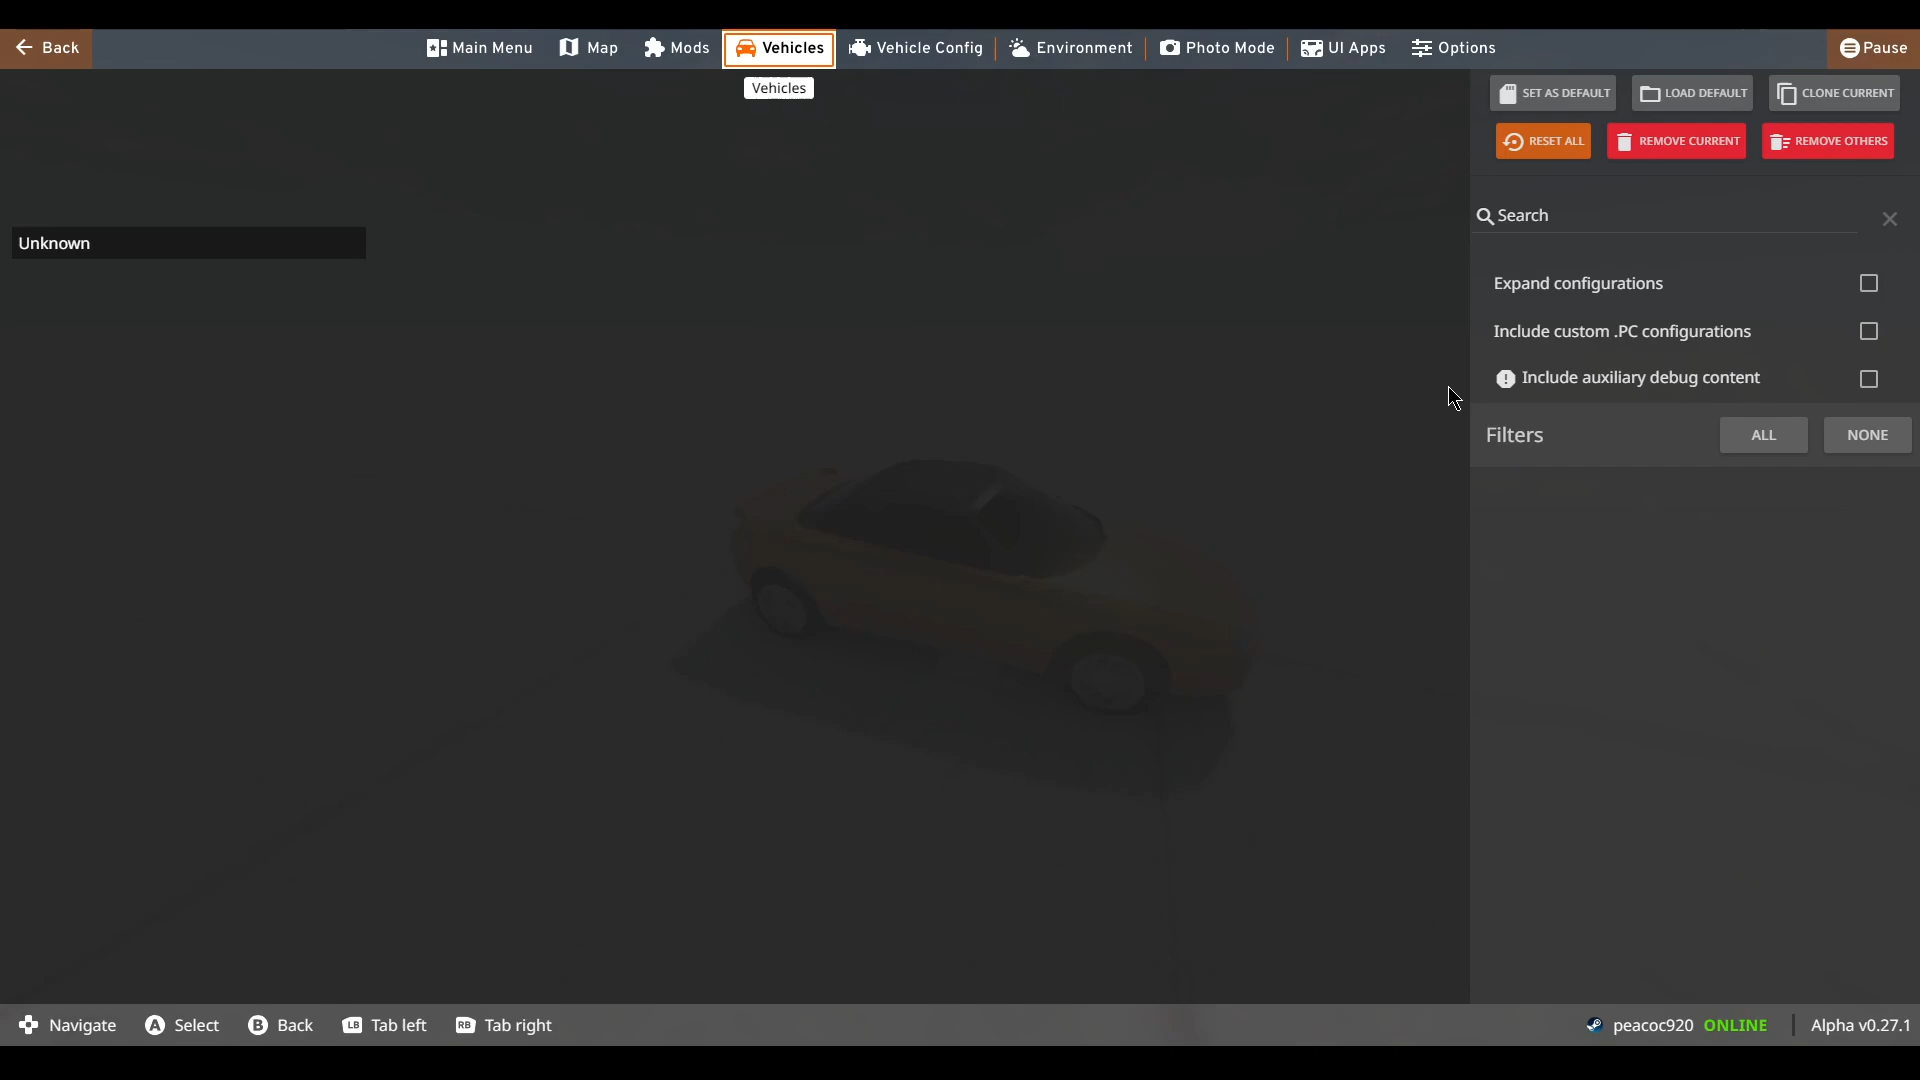 Back
Main Menu
Map
Mods
Vehicles
Vehicle Config
Environment
Photo Mode
UI Apps
Options
Pause
Vehicles
SET AS DEFAULT
LOAD DEFAULT
CLONE CURRENT
RESET ALL
REMOVE CURRENT
REMOVE OTHERS
Search
Unknown
Expand configurations
Include custom .PC configurations
Include auxiliary debug content
Filters
ALL
NONE
Navigate
A Select
B Back
LB Tab left
RB Tab right
peacoc920 ONLINE
Alpha v0.27.1